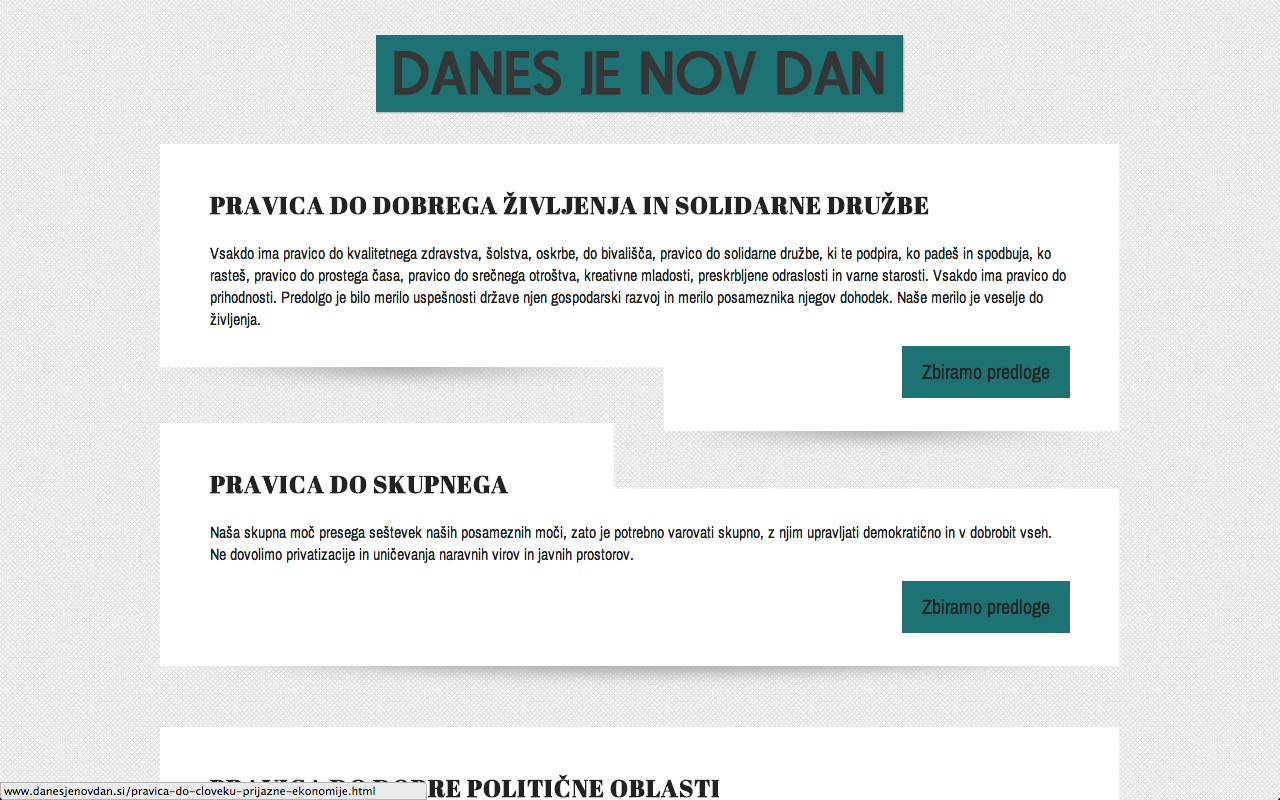 DANES JE NOV DAN
PRAVICA DO DOBREGA ŽIVLJENJA IN SOLIDARNE DRUŽBE
Vsakdo ima pravico do kvalitetnega zdravstva, šolstva, oskrbe, do bivališča, pravico do solidarne družbe, ki te podpira, ko padeš in spodbuja, ko
rasteš, pravico do prostega časa, pravico do srečnega otroštva, kreativne mladosti, preskrbljene odraslosti in varne starosti. Vsakdo ima pravico do
prihodnosti. Predolgo je bilo merilo uspešnosti države njen gospodarski razvoj in merilo posameznika njegov dohodek. Naše merilo je veselje do
življenja.
Zbiramo predloge
PRAVICA DO SKUPNEGA
Naša skupna moč presega seštevek naših posameznih moči, zato je potrebno varovati skupno, z njim upravljati demokratično in v dobrobit vseh.
Ne dovolimo privatizacije in uničevanja naravnih virov in javnih prostorov.
Zbiramo predloge
PRAVICA DO DOBRE POLITIČNE OBLASTI
www.danesjenovdan.si/pravica-do-cloveku-prijazne-ekonomije.html